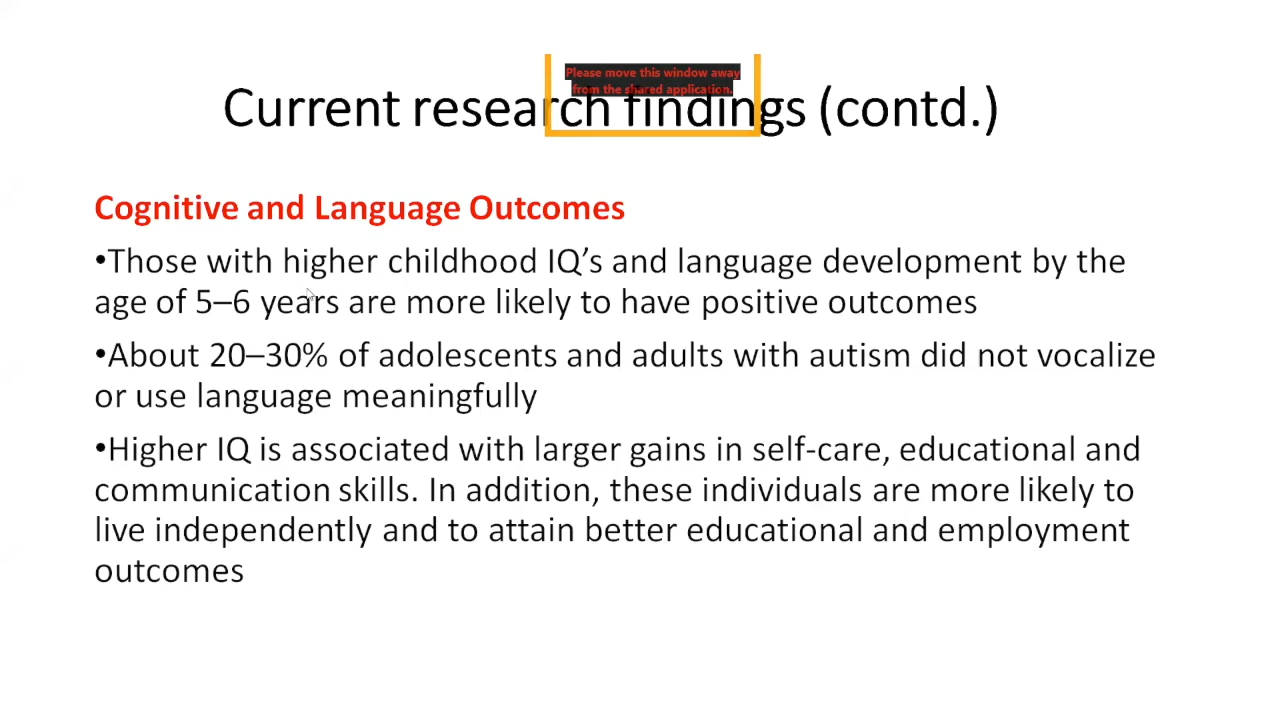 Please move this window away
from the shared application.
Current research findings (contd.)
Cognitive and Language Outcomes
•Those with higher childhood IQ’s and language development by the
age of 5–6 years are more likely to have positive outcomes
•About 20–30% of adolescents and adults with autism did not vocalize
or use language meaningfully
•Higher IQ is associated with larger gains in self-care, educational and
communication skills. In addition, these individuals are more likely to
live independently and to attain better educational and employment
outcomes